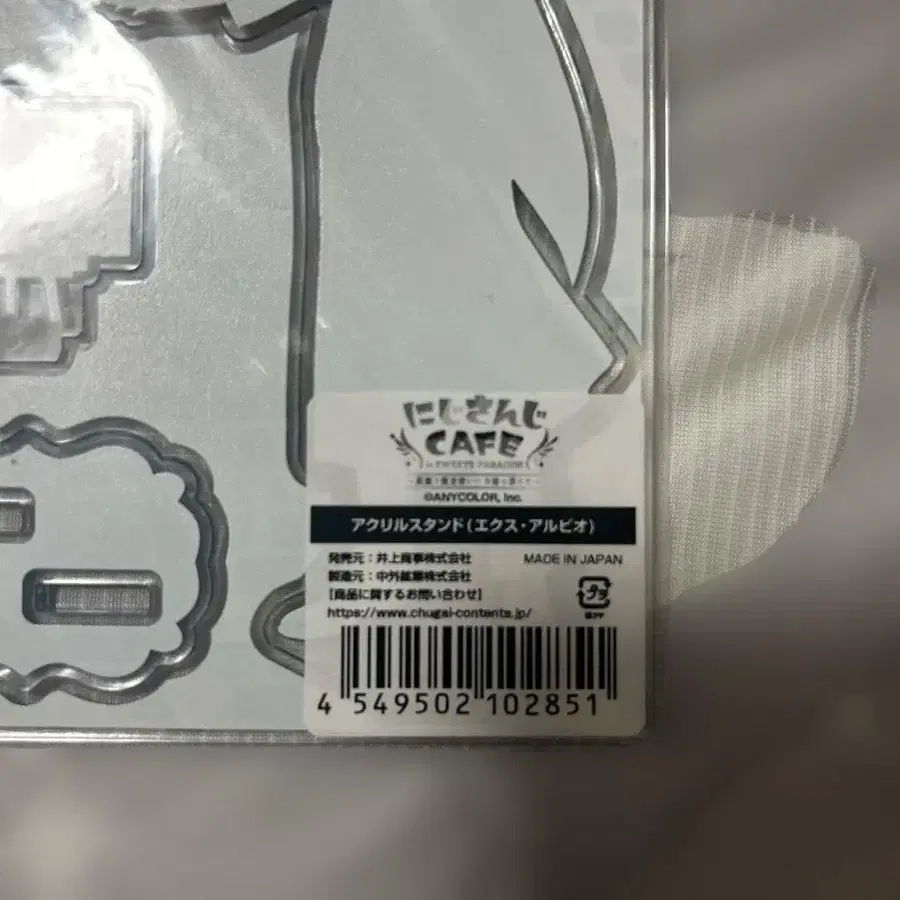 にじさんじ
CAFE
in SWEETS PARADISE
©ANYCOLOR, Inc.
アクリルスタンド(エクス・アルビオ)
発売元:井上商事株式会社
MADE IN JAPAN
製造元:中外鉱業株式会社
【商品に関するお問い合わせ】
https://www.chugai-contents.jp/
プラ
4 549502 102851